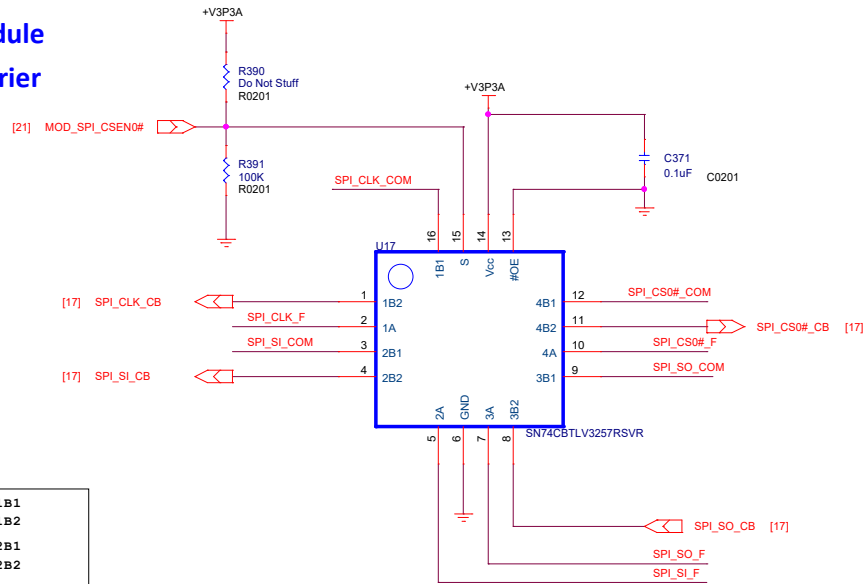 +V3P3A
dule
rier
R390
Do Not Stuff
R0201
+V3P3A
[21] MOD_SPI_CSEN0#
R391
100K
R0201
C371
0.1uF
C0201
SPI_CLK_COM
16
15
14
13
U17
1B1
S
Vcc
#OE
[17] SPI_CLK_CB
1
1B2
4B1
12
SPI_CS0#_COM
SPI_CLK_F
2
1A
4B2
11
SPI_CS0#_CB [17]
SPI_SI_COM
3
2B1
4A
10
SPI_CS0#_F
[17] SPI_SI_CB
4
2B2
3B1
9
SPI_SO_COM
2A
GND
3A
3B2
SN74CBTLV3257RSVR
5
6
7
8
B1
B2
2B1
2B2
SPI_SO_CB [17]
SPI_SO_F
SPI_SI_F